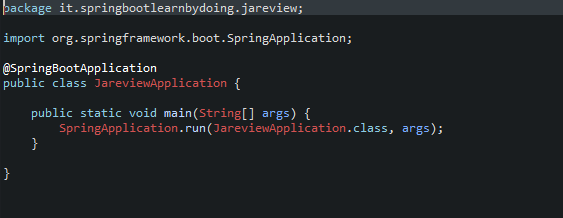 package it.springbootlearnbydoing.jareview;
import org.springframework.boot.SpringApplication;
@SpringBootApplication
public class JareviewApplication {
public static void main(String[] args) {
SpringApplication.run(JareviewApplication.class, args);
}
}